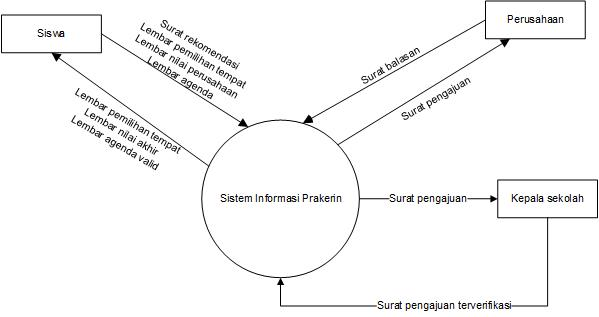 Siswa
Surat rekomendasi
Lembar pemilihan tempat
Lembar nilai perusahaan
Lembar agenda
Perusahaan
Surat balasan
Surat pengajuan
Lembar pemilihan tempat
Lembar nilai akhir
Lembar agenda valid
Sistem Informasi Prakerin
Surat pengajuan
Kepala sekolah
Surat pengajuan terverifikasi